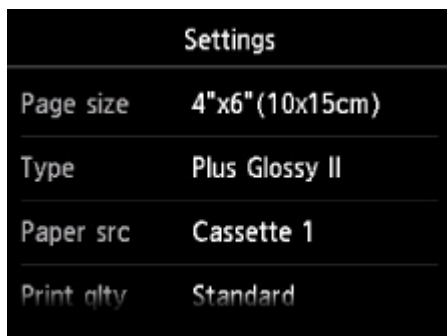 Settings
Page size 4"x6"(10x15cm)
Type Plus Glossy II
Paper src Cassette 1
Print qlty Standard